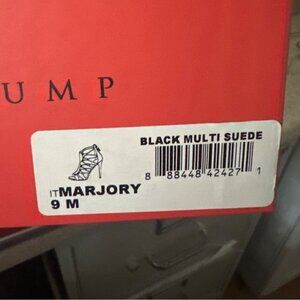 UMP
BLACK MULTI SUEDE
8 88448 42427 1
ITMARJORY
9 M